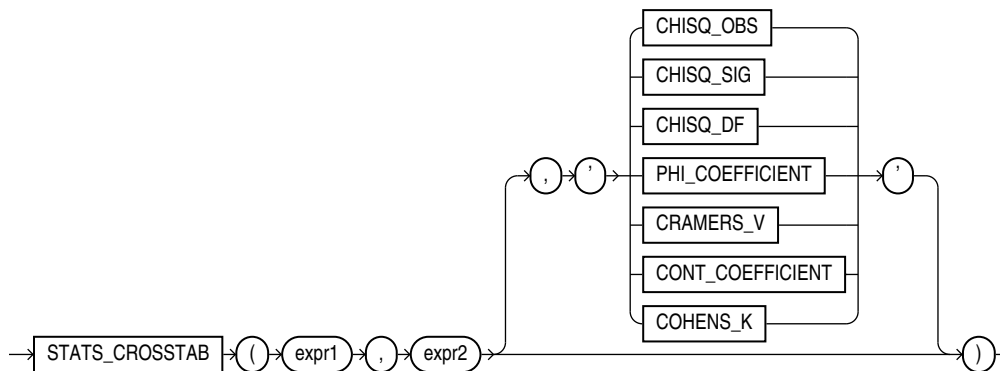 CHISQ_OBS
CHISQ_SIG
CHISQ_DF
, ' PHI_COEFFICIENT '
CRAMERS_V
CONT_COEFFICIENT
COHENS_K
STATS_CROSSTAB ( expr1 , expr2 )